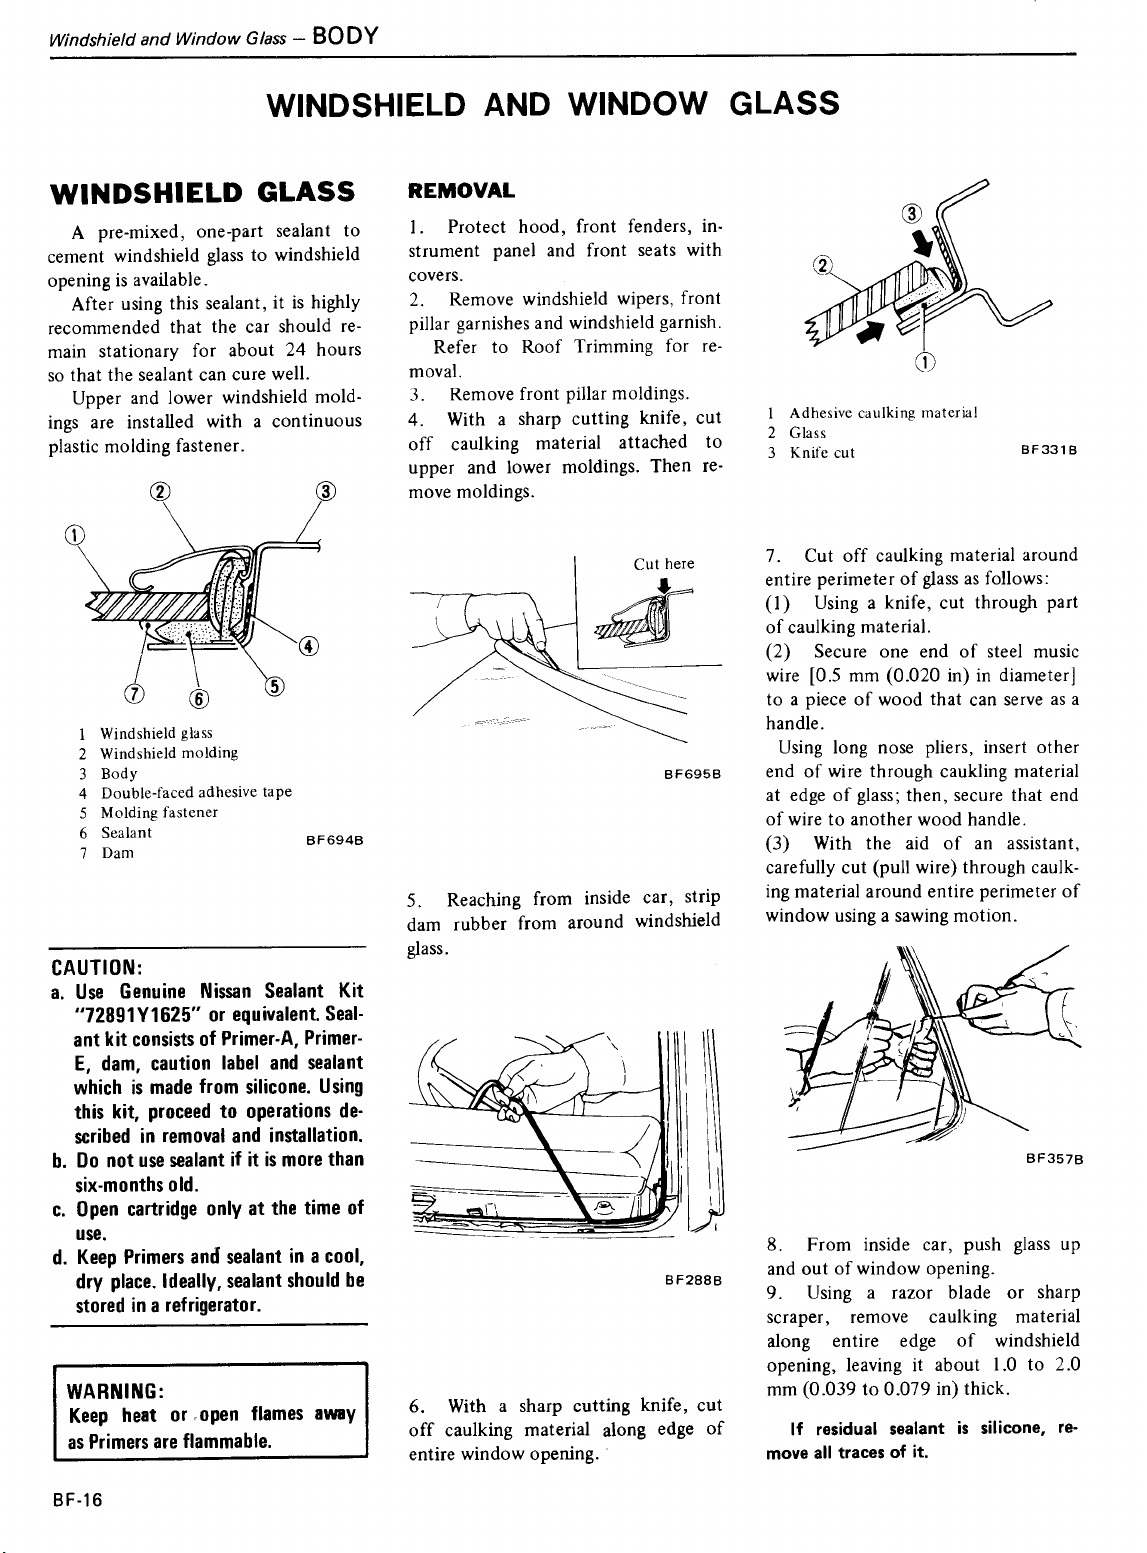 Windshield and Window Glass – BODY
WINDSHIELD AND WINDOW GLASS
WINDSHIELD GLASS
A pre-mixed, one-part sealant to
cement windshield glass to windshield
opening is available.
After using this sealant, it is highly
recommended that the car should re-
main stationary for about 24 hours
so that the sealant can cure well.
Upper and lower windshield mold-
ings are installed with a continuous
plastic molding fastener.
① ② ③ ④ ⑤ ⑥ ⑦
1 Windshield glass
2 Windshield molding
3 Body
4 Double-faced adhesive tape
5 Molding fastener
6 Sealant
7 Dam
BF694B
CAUTION:
a. Use Genuine Nissan Sealant Kit
"72891Y1625" or equivalent. Seal-
ant kit consists of Primer-A, Primer-
E, dam, caution label and sealant
which is made from silicone. Using
this kit, proceed to operations de-
scribed in removal and installation.
b. Do not use sealant if it is more than
six-months old.
c. Open cartridge only at the time of
use.
d. Keep Primers and sealant in a cool,
dry place. Ideally, sealant should be
stored in a refrigerator.
WARNING:
Keep heat or open flames away
as Primers are flammable.
REMOVAL
1. Protect hood, front fenders, in-
strument panel and front seats with
covers.
2. Remove windshield wipers, front
pillar garnishes and windshield garnish.
Refer to Roof Trimming for re-
moval.
3. Remove front pillar moldings.
4. With a sharp cutting knife, cut
off caulking material attached to
upper and lower moldings. Then re-
move moldings.
Cut here
BF695B
5. Reaching from inside car, strip
dam rubber from around windshield
glass.
BF288B
6. With a sharp cutting knife, cut
off caulking material along edge of
entire window opening.
③ ② ①
1 Adhesive caulking material
2 Glass
3 Knife cut
BF331B
7. Cut off caulking material around
entire perimeter of glass as follows:
(1) Using a knife, cut through part
of caulking material.
(2) Secure one end of steel music
wire [0.5 mm (0.020 in) in diameter]
to a piece of wood that can serve as a
handle.
Using long nose pliers, insert other
end of wire through caukling material
at edge of glass; then, secure that end
of wire to another wood handle.
(3) With the aid of an assistant,
carefully cut (pull wire) through caulk-
ing material around entire perimeter of
window using a sawing motion.
BF357B
8. From inside car, push glass up
and out of window opening.
9. Using a razor blade or sharp
scraper, remove caulking material
along entire edge of windshield
opening, leaving it about 1.0 to 2.0
mm (0.039 to 0.079 in) thick.
If residual sealant is silicone, re-
move all traces of it.
BF-16